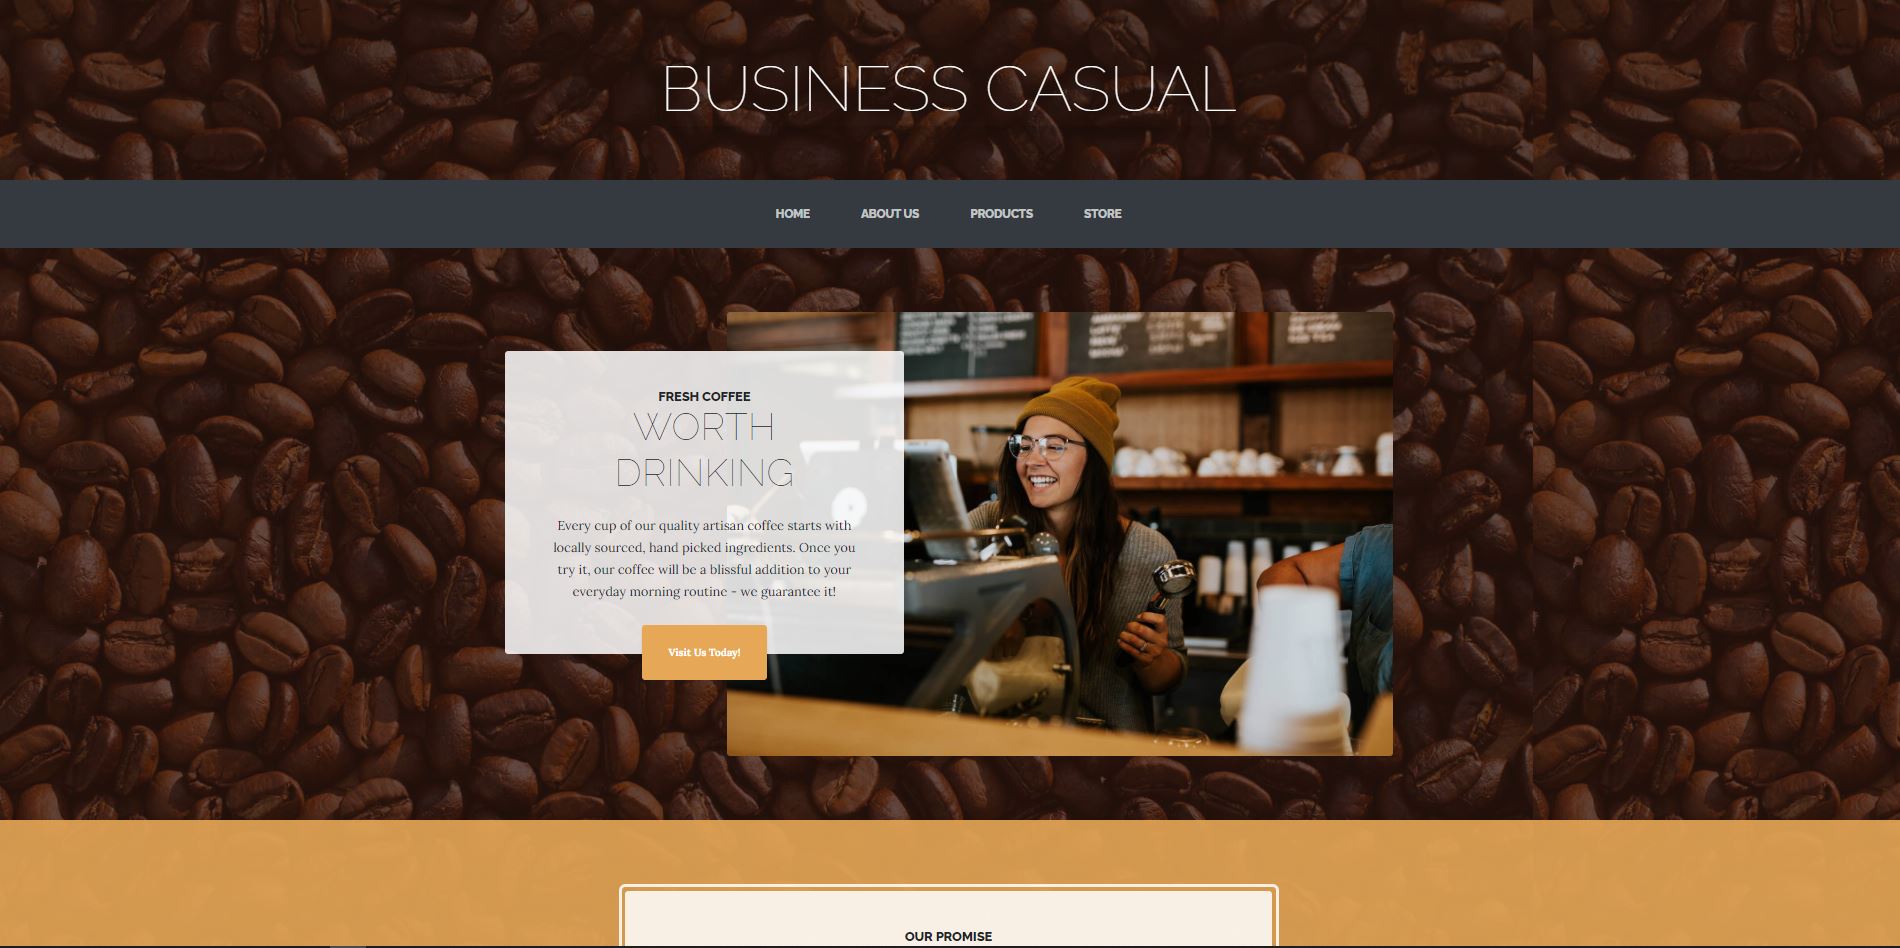 BUSINESS CASUAL
HOME ABOUT US PRODUCTS STORE
FRESH COFFEE
WORTH
DRINKING
Every cup of our quality artisan coffee starts with
locally sourced, hand picked ingredients. Once you
try it, our coffee will be a blissful addition to your
everyday morning routine - we guarantee it!
Visit Us Today!
OUR PROMISE